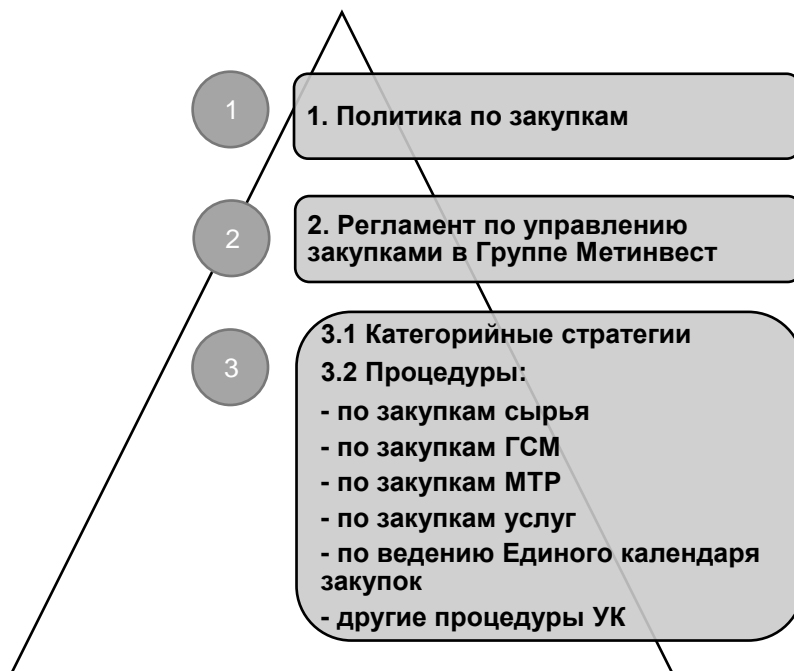 1
1. Политика по закупкам
2
2. Регламент по управлению
закупками в Группе Метинвест
3
3.1 Категорийные стратегии
3.2 Процедуры:
- по закупкам сырья
- по закупкам ГСМ
- по закупкам МТР
- по закупкам услуг
- по ведению Единого календаря
закупок
- другие процедуры УК